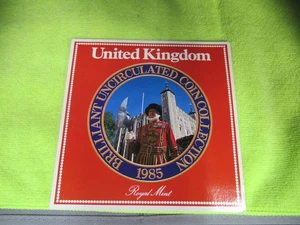 United Kingdom
BRILLIANT UNCIRCULATED COIN COLLECTION
1985
Royal Mint